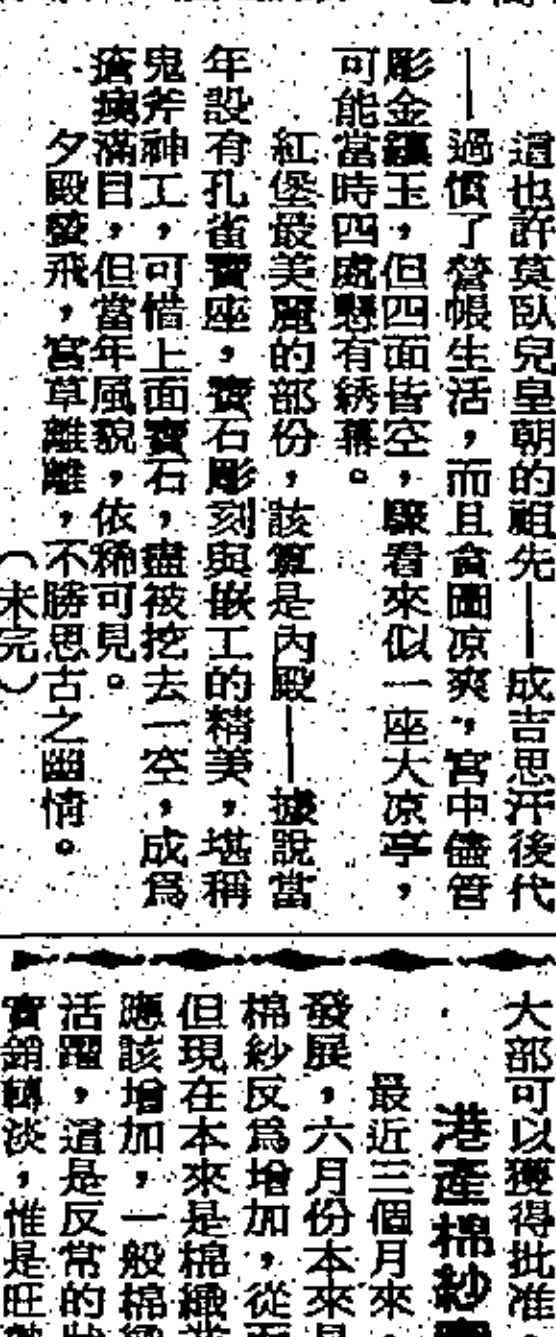 這也許莫臥兒皇朝的祖先——成吉思汗後代
——過慣了營帳生活，而且貪圖凉爽，宮中儘管
彫金鑲玉，但四面皆空，驟看來似一座大凉亭，
可能當時四處懸有綉幕。
紅堡最美麗的部份，該算是內殿——據說當
年設有孔雀寶座，寶石彫刻與嵌工的精美，堪稱
鬼斧神工，可惜上面寶石，盡被挖去一空，成爲
瘡痍滿目，但當年風貌，依稀可見。
夕殿螢飛，宮草離離，不勝思古之幽情。
（未完）
大部可以獲得批准，
港產棉紗
最近三個月來，
發展，六月份本來是
棉紗反爲增加，從而
但現在本來是棉織業
應該增加，一般棉織
活躍，這是反常的狀
實銷轉淡，惟是旺